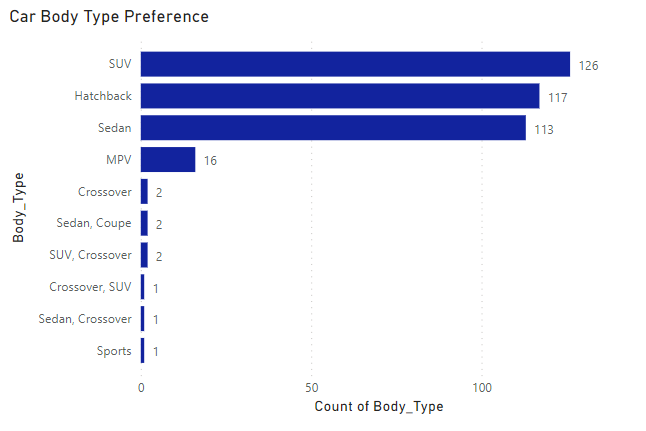 Car Body Type Preference
Body_Type
SUV 126
Hatchback 117
Sedan 113
MPV 16
Crossover 2
Sedan, Coupe 2
SUV, Crossover 2
Crossover, SUV 1
Sedan, Crossover 1
Sports 1
0 50 100
Count of Body_Type